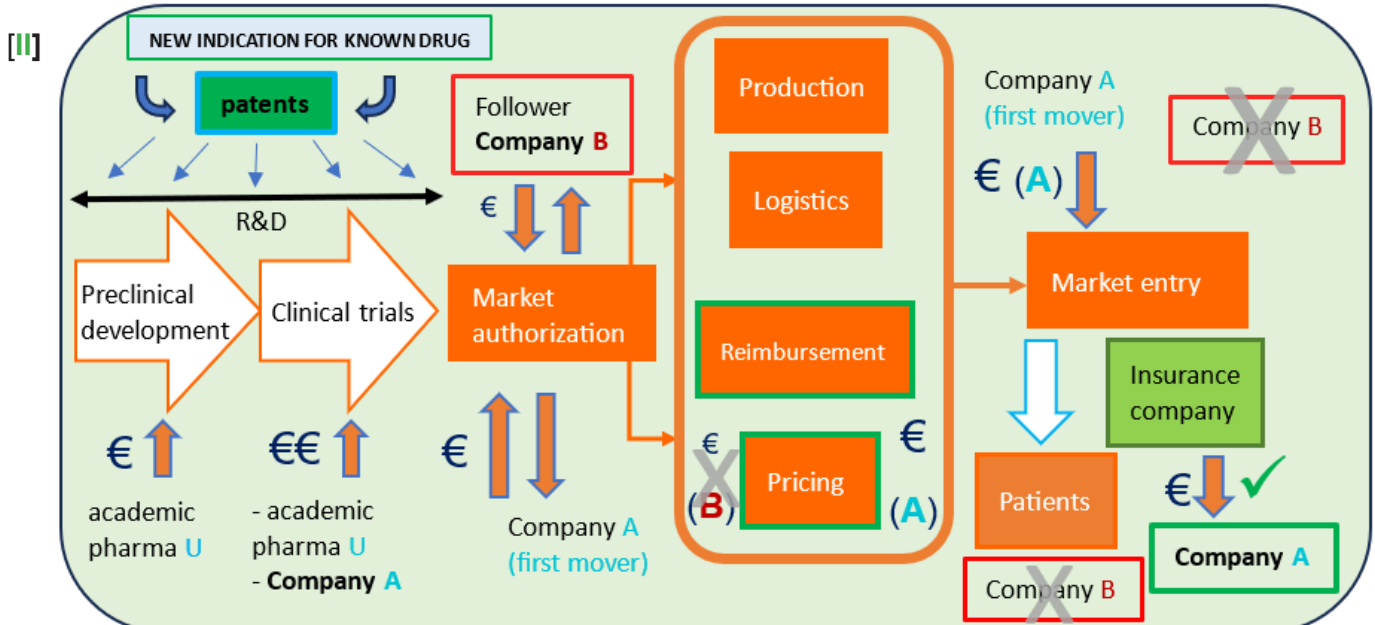 [II]
NEW INDICATION FOR KNOWN DRUG
patents
R&D
Preclinical
development
Clinical trials
€
academic
pharma U
€€
- academic
pharma U
- Company A
Follower
Company B
€
Market
authorization
€
Company A
(first mover)
Production
Logistics
Reimbursement
€
X
(B)
Pricing
€
(A)
Company A
(first mover)
€ (A)
Company B
X
Market entry
Insurance
company
Patients
€
Company A
Company B
X